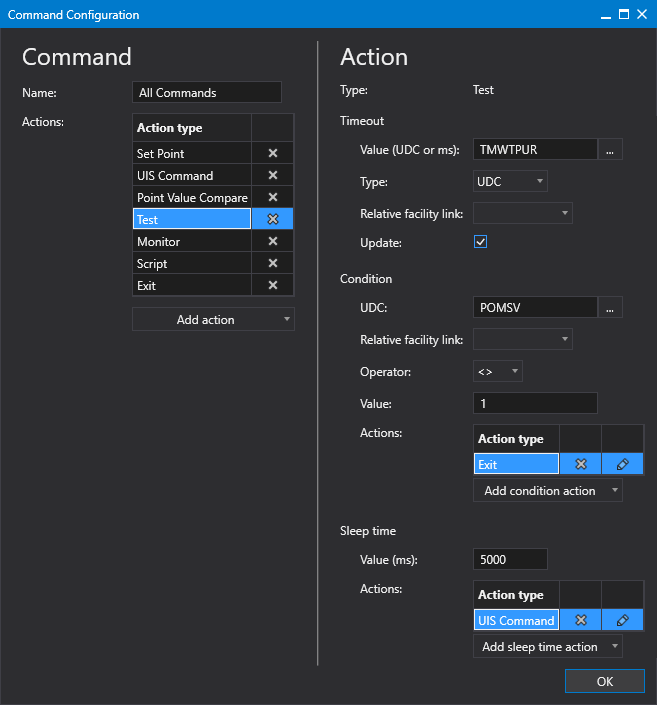 Command Configuration
Command
Name: All Commands
Actions:
Action type
Set Point
UIS Command
Point Value Compare
Test
Monitor
Script
Exit
Add action
Action
Type: Test
Timeout
Value (UDC or ms): TMWTPUR ...
Type: UDC
Relative facility link:
Update:
Condition
UDC: POMSV ...
Relative facility link:
Operator: <>
Value: 1
Actions:
Action type
Exit
Add condition action
Sleep time
Value (ms): 5000
Actions:
Action type
UIS Command
Add sleep time action
OK